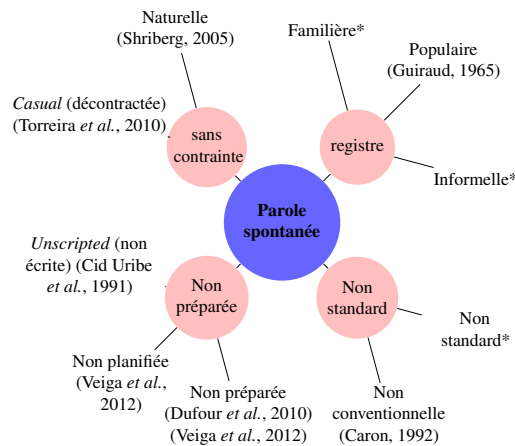 Naturelle
(Shriberg, 2005)
Familière*
Populaire
(Guiraud, 1965)
Casual (décontractée)
(Torreira et al., 2010)
sans
contrainte
registre
Informelle*
Parole
spontanée
Unscripted (non
écrite) (Cid Uribe
et al., 1991)
Non
préparée
Non
standard
Non
standard*
Non planifiée
(Veiga et al.,
2012)
Non préparée
(Dufour et al., 2010)
(Veiga et al., 2012
Non
conventionnelle
(Caron, 1992)